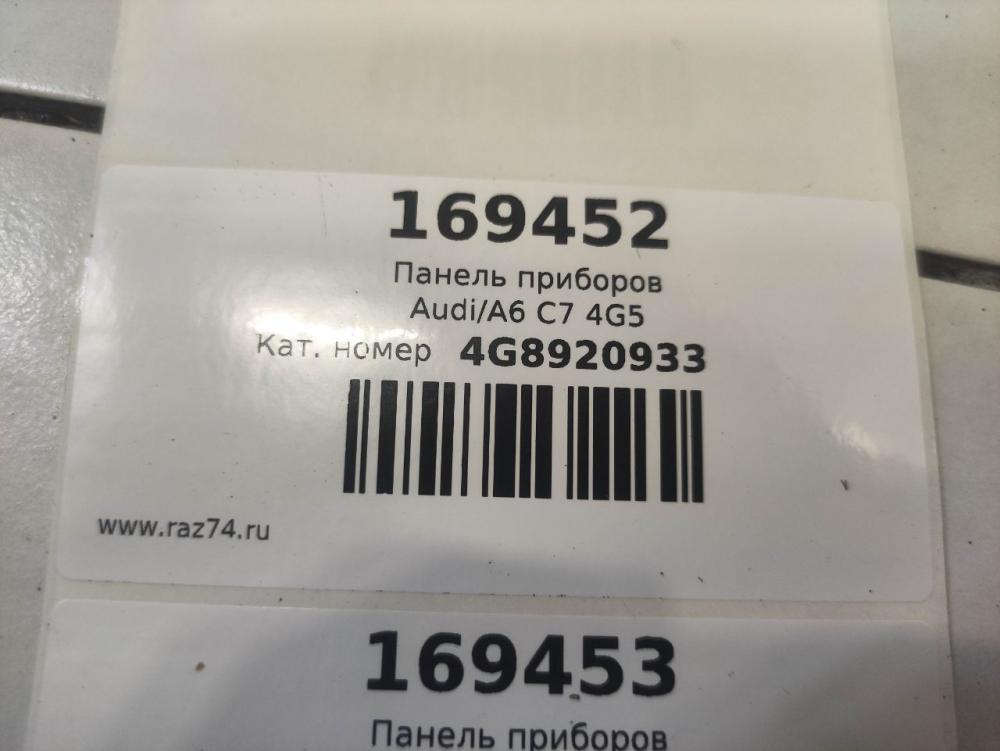 169452
Панель приборов
Audi/A6 C7 4G5
Кат. номер 4G8920933
www.raz74.ru
169453
Панель приборов